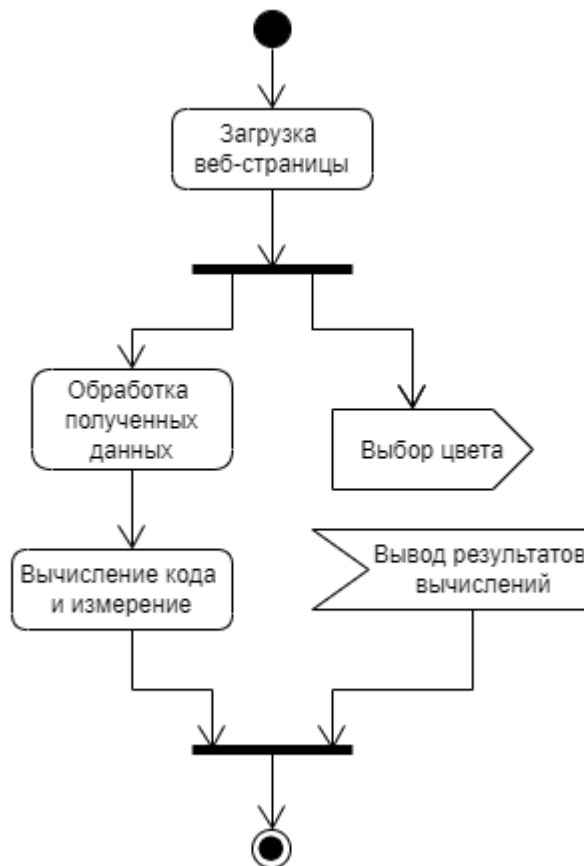 Загрузка
веб-страницы
Обработка
полученных
данных
Выбор цвета
Вычисление кода
и измерение
Вывод результатов
вычислений